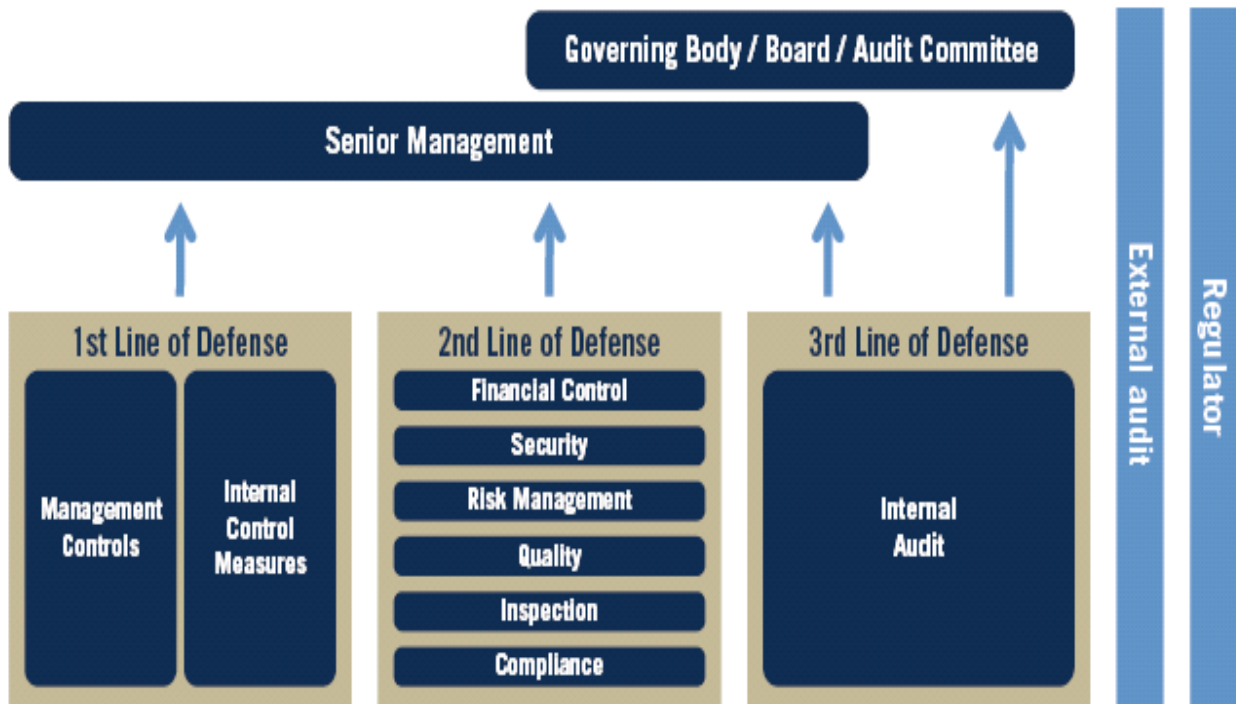 Governing Body / Board / Audit Committee
Senior Management
1st Line of Defense
Management
Controls
Internal
Control
Measures
2nd Line of Defense
Financial Control
Security
Risk Management
Quality
Inspection
Compliance
3rd Line of Defense
Internal
Audit
External audit
Regulator